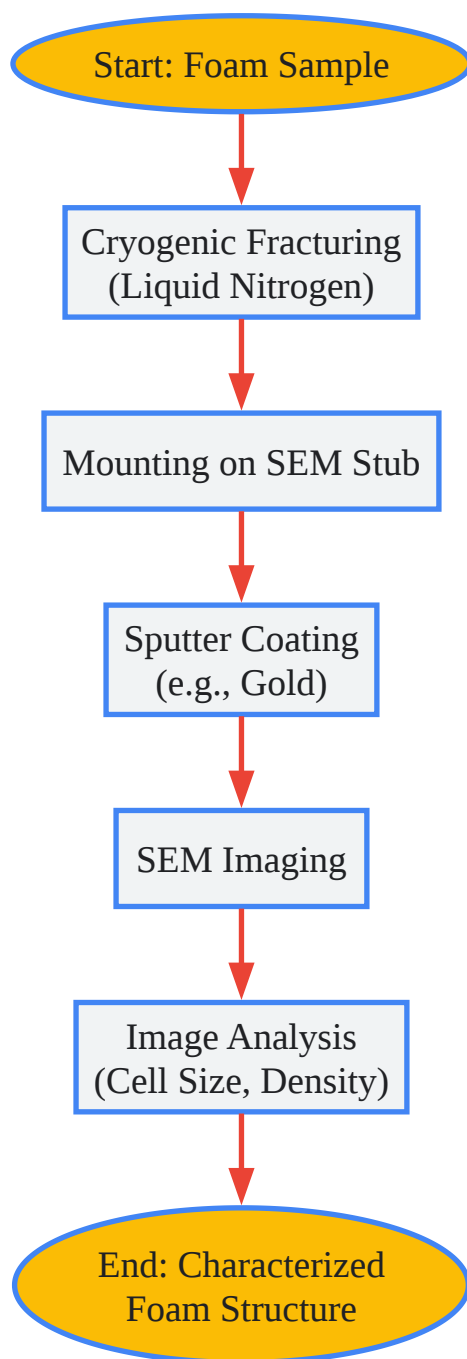 Start: Foam Sample
Cryogenic Fracturing
(Liquid Nitrogen)
Mounting on SEM Stub
Sputter Coating
(e.g., Gold)
SEM Imaging
Image Analysis
(Cell Size, Density)
End: Characterized
Foam Structure